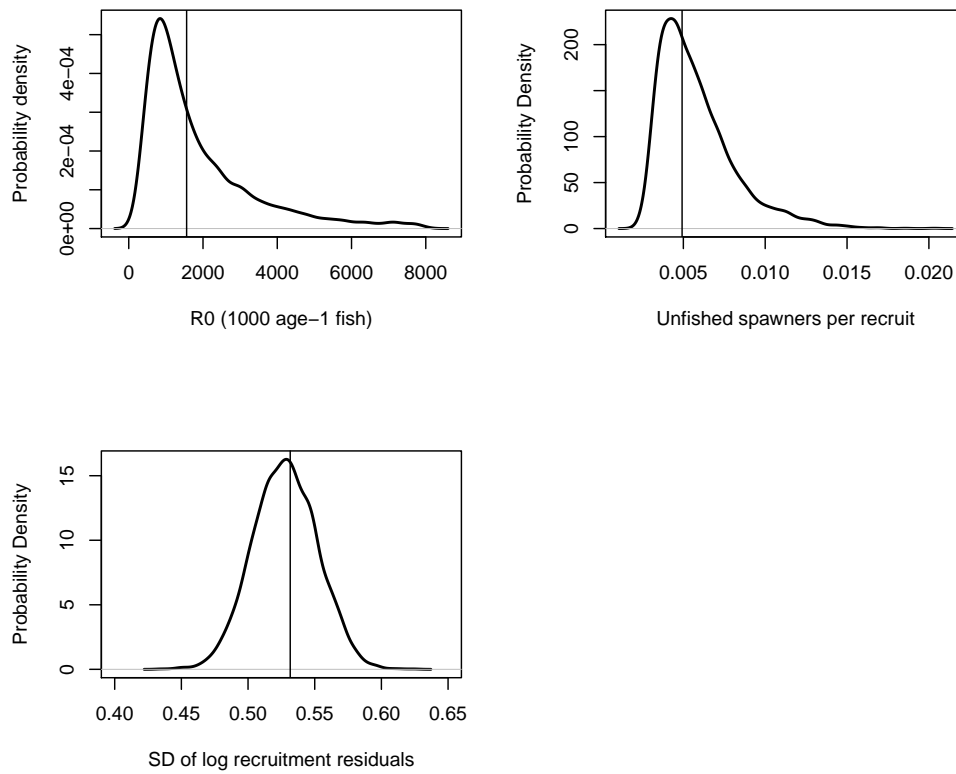 Probability density
0e+00
2e−04
4e−04
0
2000
4000
6000
8000
R0 (1000 age−1 fish)
Probability Density
0
50
100
200
0.005
0.010
0.015
0.020
Unfished spawners per recruit
Probability Density
0
5
10
15
0.40
0.45
0.50
0.55
0.60
0.65
SD of log recruitment residuals